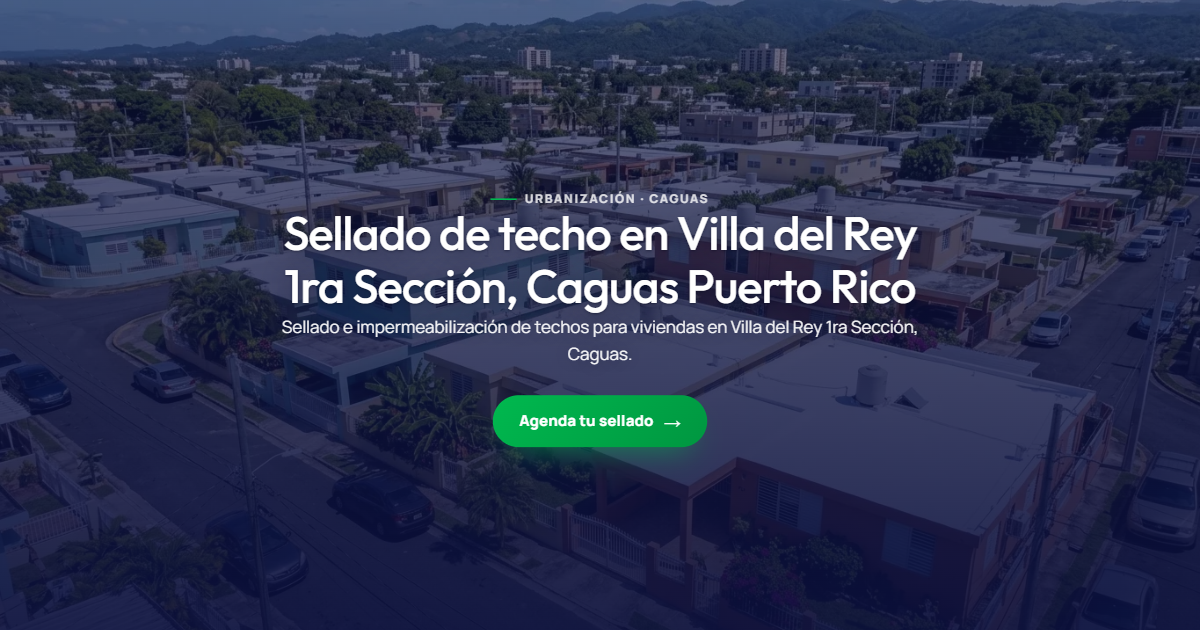 URBANIZACIÓN · CAGUAS
Sellado de techo en Villa del Rey
1ra Sección, Caguas Puerto Rico
Sellado e impermeabilización de techos para viviendas en Villa del Rey 1ra Sección,
Caguas.
Agenda tu sellado →